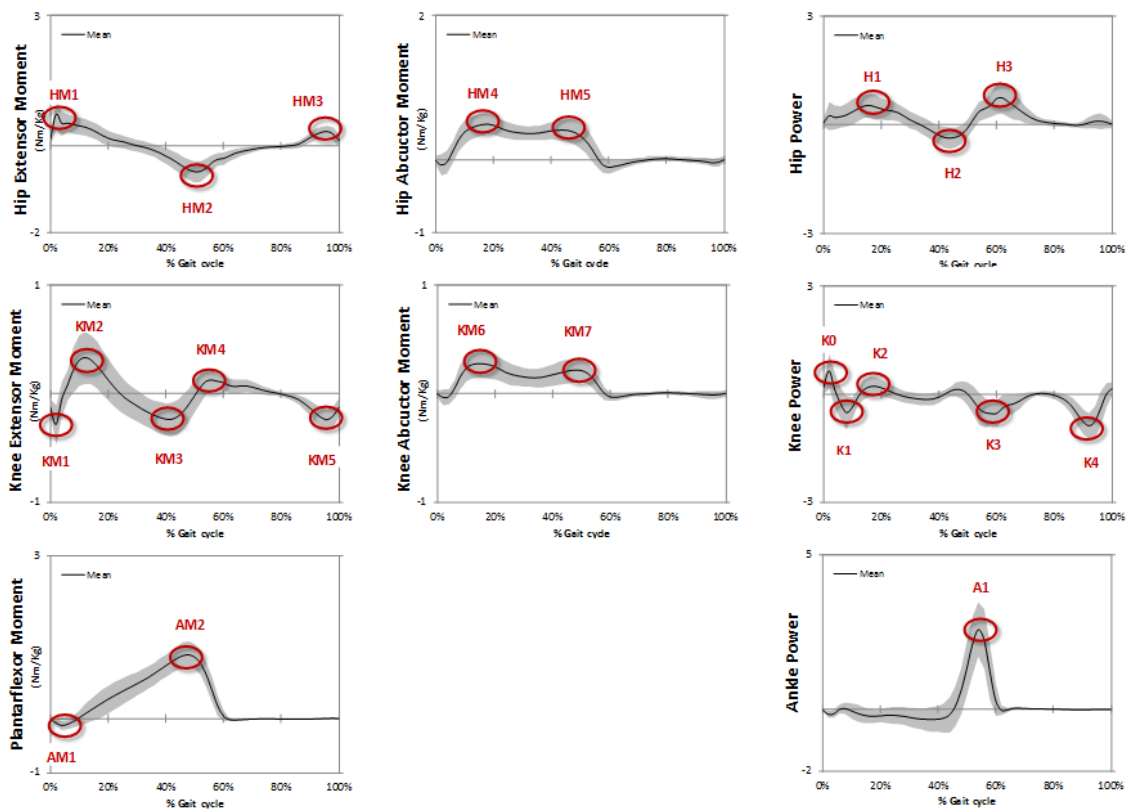 Hip Extensor Moment
(Nm/Kg)
3
-2
Mean
HM1
HM2
HM3
0% 20% 40% 60% 80% 100%
% Gait cycle
Hip Abcuctor Moment
2
-1
Mean
HM4
HM5
0% 20% 40% 60% 80% 100%
% Gait cycle
Hip Power
3
-3
Mean
H1
H2
H3
0% 20% 40% 60% 80% 100%
% Gait cycle
Knee Extensor Moment
(Nm/Kg)
1
-1
Mean
KM1
KM2
KM3
KM4
KM5
0% 20% 40% 60% 80% 100%
% Gait cycle
Knee Abcuctor Moment
1
-1
Mean
KM6
KM7
0% 20% 40% 60% 80% 100%
% Gait cycle
Knee Power
3
-3
Mean
K0
K1
K2
K3
K4
0% 20% 40% 60% 80% 100%
% Gait cycle
Plantarflexor Moment
(Nm/Kg)
3
-1
Mean
AM1
AM2
0% 20% 40% 60% 80% 100%
% Gait cycle
Ankle Power
5
-2
Mean
A1
0% 20% 40% 60% 80% 100%
% Gait cycle